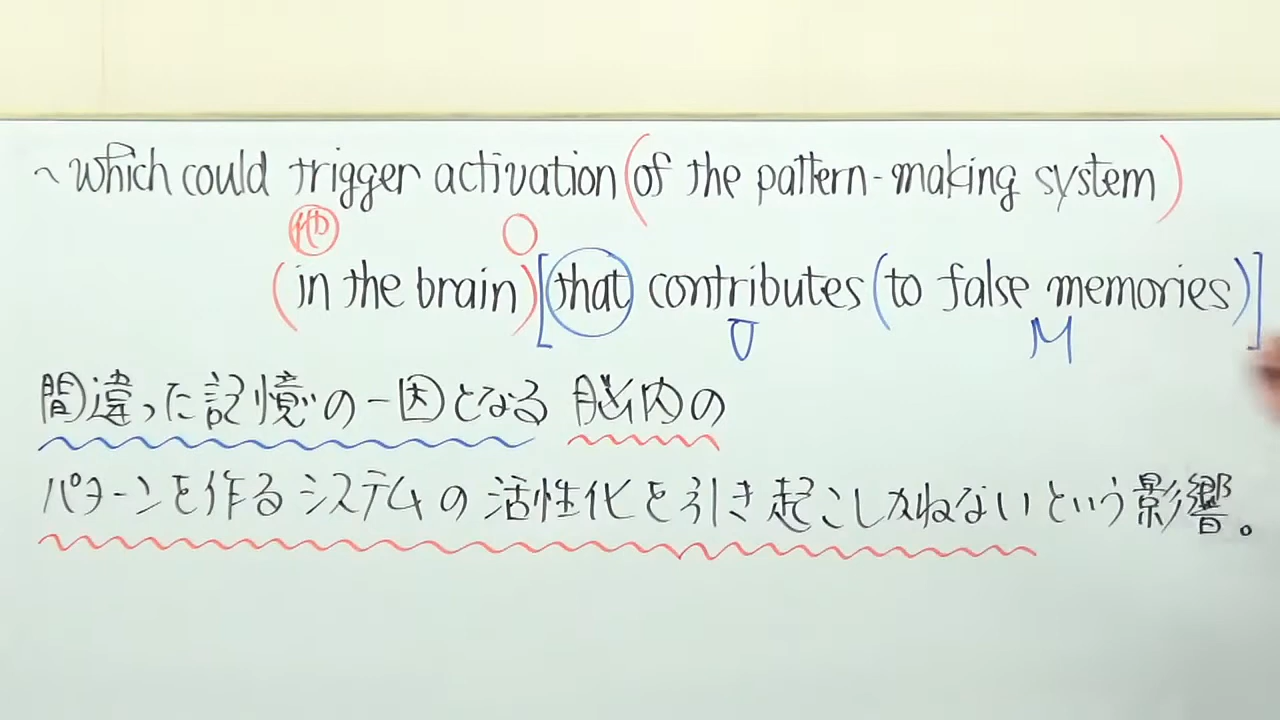 ~which could trigger activation (of the pattern-making system)
他 O
(in the brain) [that contributes (to false memories)]
V M
間違った記憶の一因となる 脳内の
パターンを作るシステムの活性化を引き起こしかねないという影響。